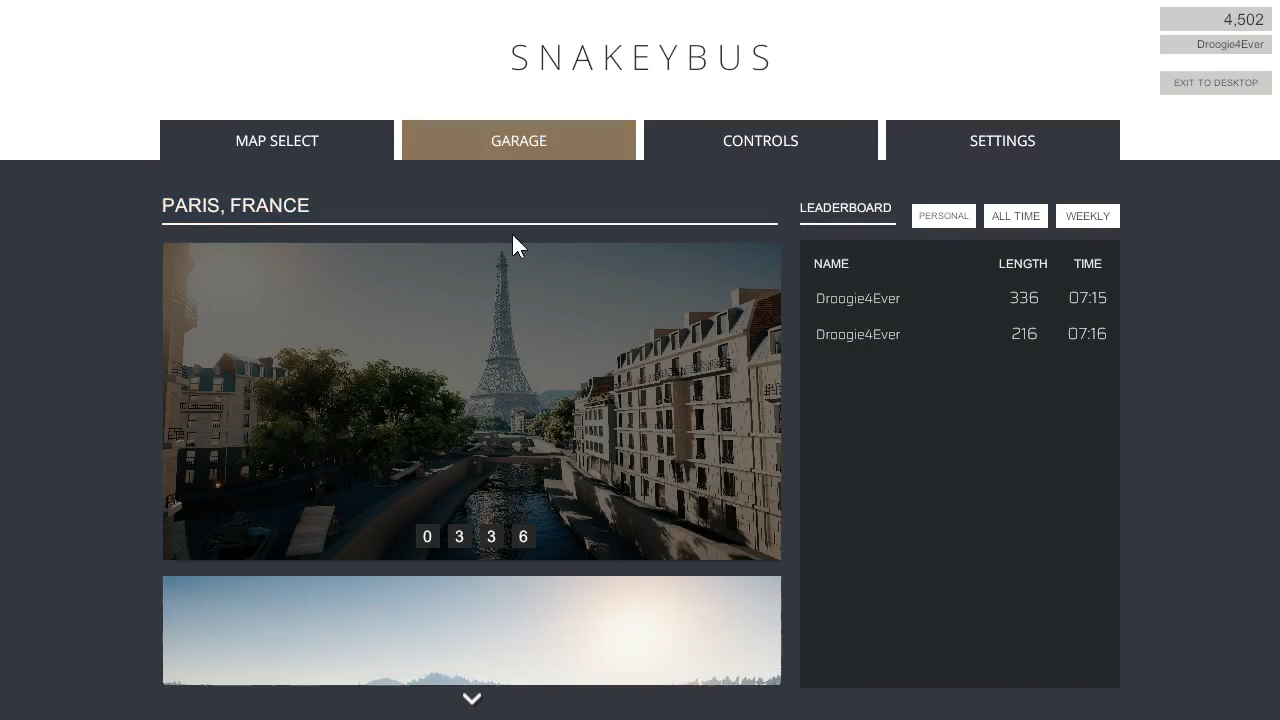 4,502
Droogie4Ever
EXIT TO DESKTOP
SNAKEYBUS
MAP SELECT
GARAGE
CONTROLS
SETTINGS
PARIS, FRANCE
0 3 3 6
LEADERBOARD
PERSONAL
ALL TIME
WEEKLY
NAME LENGTH TIME
Droogie4Ever 336 07:15
Droogie4Ever 216 07:16